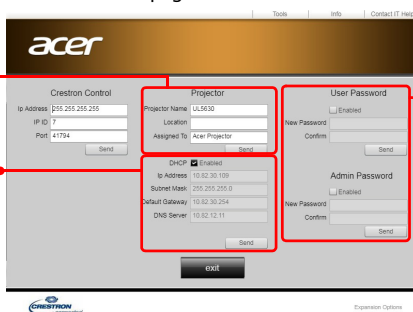 Tools Info Contact IT Help
acer
Crestron Control
Ip Address 255.255.255.255
IP ID 7
Port 41794
Send
Projector
Projector Name UL5630
Location
Assigned To Acer Projector
Send
DHCP Enabled
Ip Address 10.82.30.109
Subnet Mask 255.255.255.0
Default Gateway 10.82.30.254
DNS Server 10.82.12.11
Send
User Password
Enabled
New Password
Confirm
Send
Admin Password
Enabled
New Password
Confirm
Send
exit
CRESTRON
Expansion Options